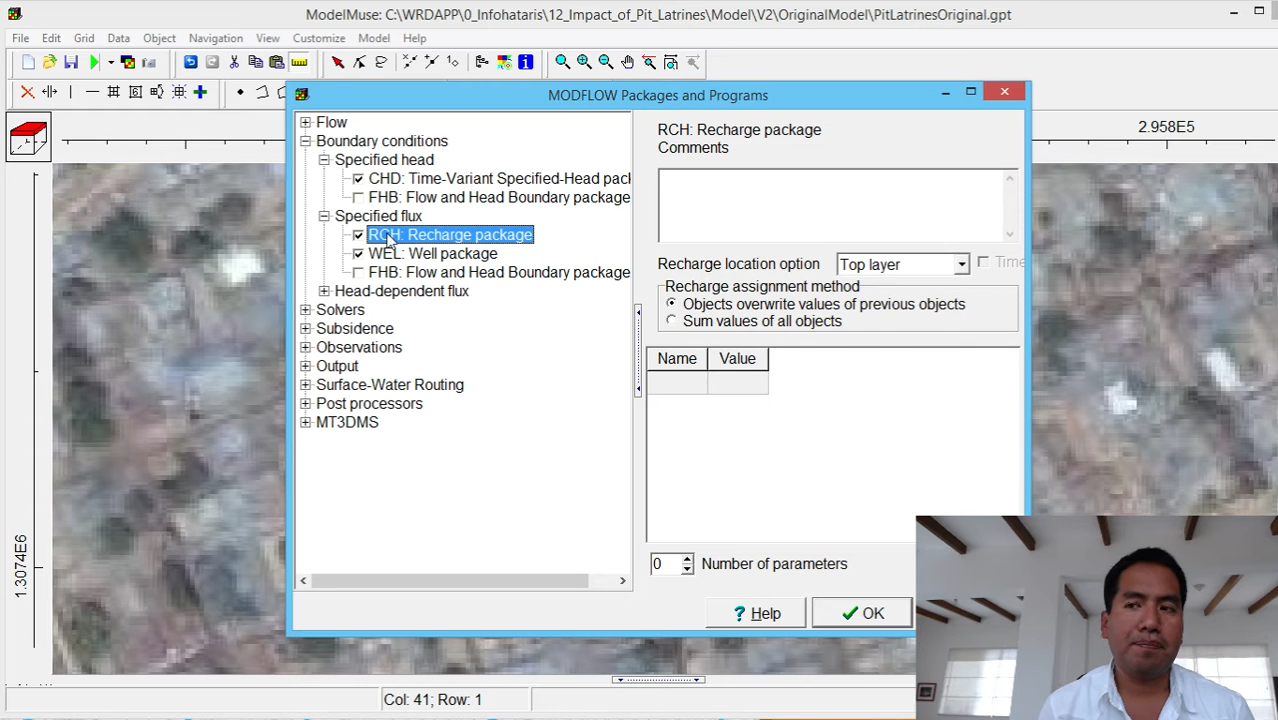 ModelMuse: C:\WRDAPP\0_Infohataris\12_Impact_of_Pit_Latrines\Model\V2\OriginalModel\PitLatrinesOriginal.gpt
File Edit Grid Data Object Navigation View Customize Model Help
MODFLOW Packages and Programs
2.958E5
1.3074E6
Flow
Boundary conditions
Specified head
CHD: Time-Variant Specified-Head pack
FHB: Flow and Head Boundary package
Specified flux
RCH: Recharge package
WEL: Well package
FHB: Flow and Head Boundary package
Head-dependent flux
Solvers
Subsidence
Observations
Output
Surface-Water Routing
Post processors
MT3DMS
RCH: Recharge package
Comments
Recharge location option Top layer Time
Recharge assignment method
Objects overwrite values of previous objects
Sum values of all objects
Name Value
0 Number of parameters
? Help OK
Col: 41; Row: 1